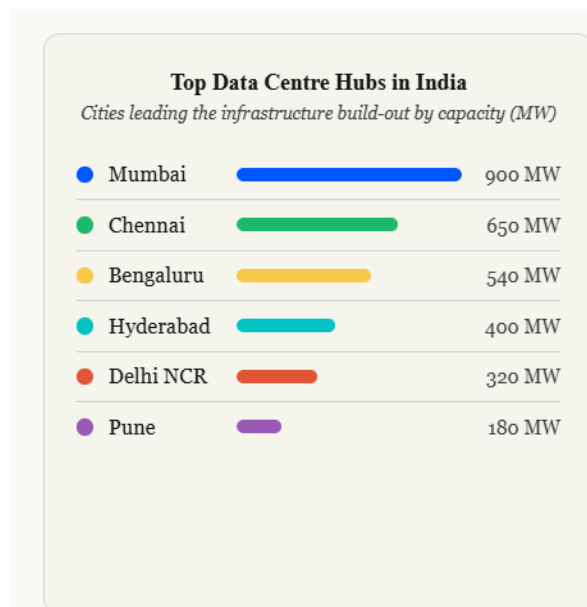 Top Data Centre Hubs in India
Cities leading the infrastructure build-out by capacity (MW)
Mumbai 900 MW
Chennai 650 MW
Bengaluru 540 MW
Hyderabad 400 MW
Delhi NCR 320 MW
Pune 180 MW